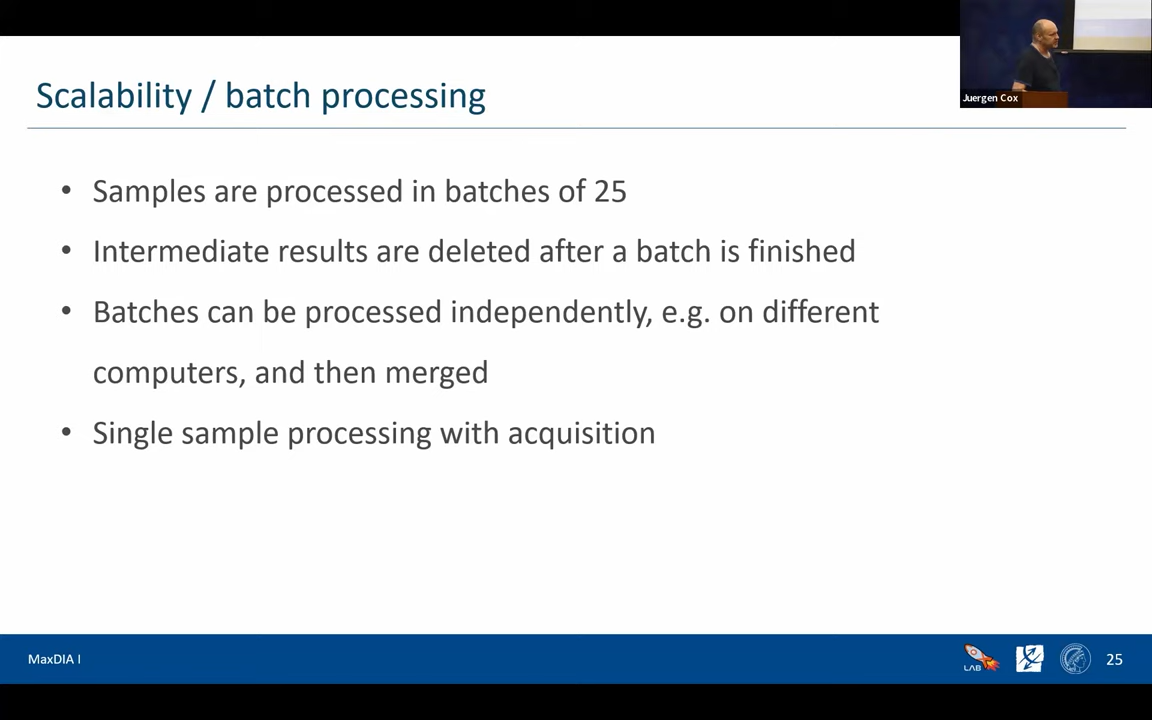 Scalability / batch processing
Juergen Cox
• Samples are processed in batches of 25
• Intermediate results are deleted after a batch is finished
• Batches can be processed independently, e.g. on different
computers, and then merged
• Single sample processing with acquisition
MaxDIA I
LAB
25